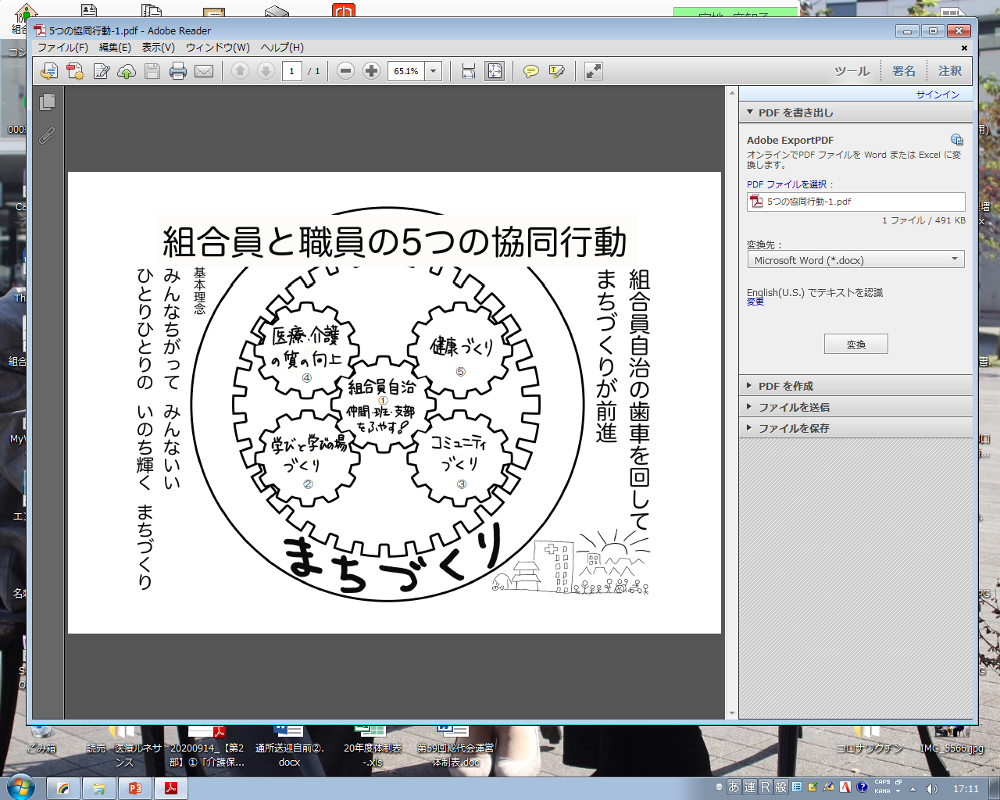 5つの協同行動-1.pdf - Adobe Reader
ファイル(F) 編集(E) 表示(V) ウィンドウ(W) ヘルプ(H)
1 / 1
65.1%
ツール 署名 注釈
サインイン
PDF を書き出し
Adobe ExportPDF
オンラインでPDF ファイルを Word または Excel に変
換します。
PDF ファイルを選択 :
5つの協同行動-1.pdf
1 ファイル / 491 KB
変換先 :
Microsoft Word (*.docx)
English(U.S.) でテキストを認識
変更
変換
PDF を作成
ファイルを送信
ファイルを保存
組合員と職員の5つの協同行動
組合員自治の歯車を回して
まちづくりが前進
基本理念
みんなちがって みんないい
ひとりひとりの いのち輝く まちづくり
医療・介護
の質の向上
④
健康づくり
⑤
組合員自治
①
仲間・班・支部
をふやす!
学びと学びの場
づくり
②
コミュニティ
づくり
③
まちづくり
ごみ箱
読売 医療ルネサ
ンス
20200914_【第2
部】①「介護保...
通所送迎自前②.
docx
20年度体制表
-.xls
第59回総代会運営
体制表.doc
コロナワクチン
IMG_5566.jpg
あ 連 R 般
CAPS
KANA
17:11